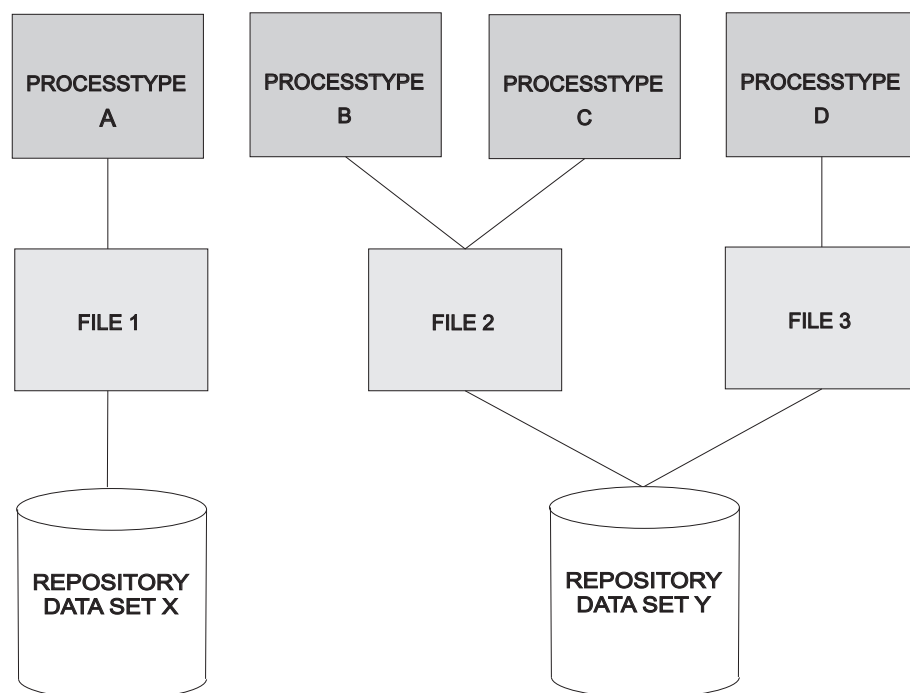 PROCESSTYPE
A
PROCESSTYPE
B
PROCESSTYPE
C
PROCESSTYPE
D
FILE 1
FILE 2
FILE 3
REPOSITORY
DATA SET X
REPOSITORY
DATA SET Y